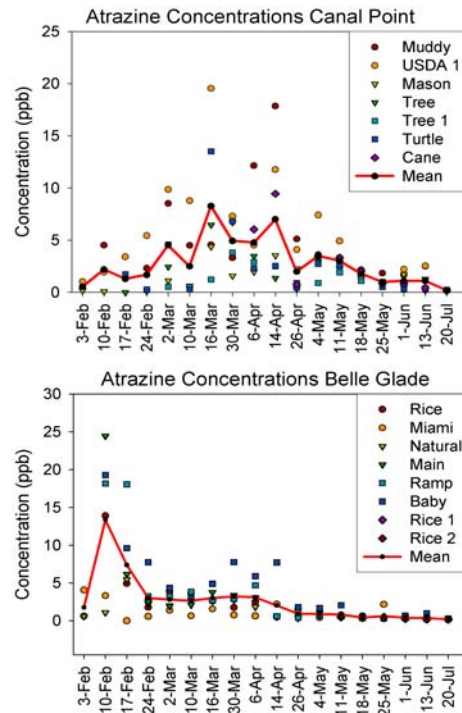 Atrazine Concentrations Canal Point
Concentration (ppb)
25
20
15
10
5
0
Muddy
USDA 1
Mason
Tree
Tree 1
Turtle
Cane
Mean
3-Feb
10-Feb
17-Feb
24-Feb
2-Mar
10-Mar
16-Mar
30-Mar
6-Apr
14-Apr
26-Apr
4-May
11-May
18-May
25-May
1-Jun
13-Jun
20-Jul
Atrazine Concentrations Belle Glade
Concentration (ppb)
30
25
20
15
10
5
0
Rice
Miami
Natural
Main
Ramp
Baby
Rice 1
Rice 2
Mean
3-Feb
10-Feb
17-Feb
24-Feb
2-Mar
10-Mar
16-Mar
30-Mar
6-Apr
14-Apr
26-Apr
4-May
11-May
18-May
25-May
1-Jun
13-Jun
20-Jul